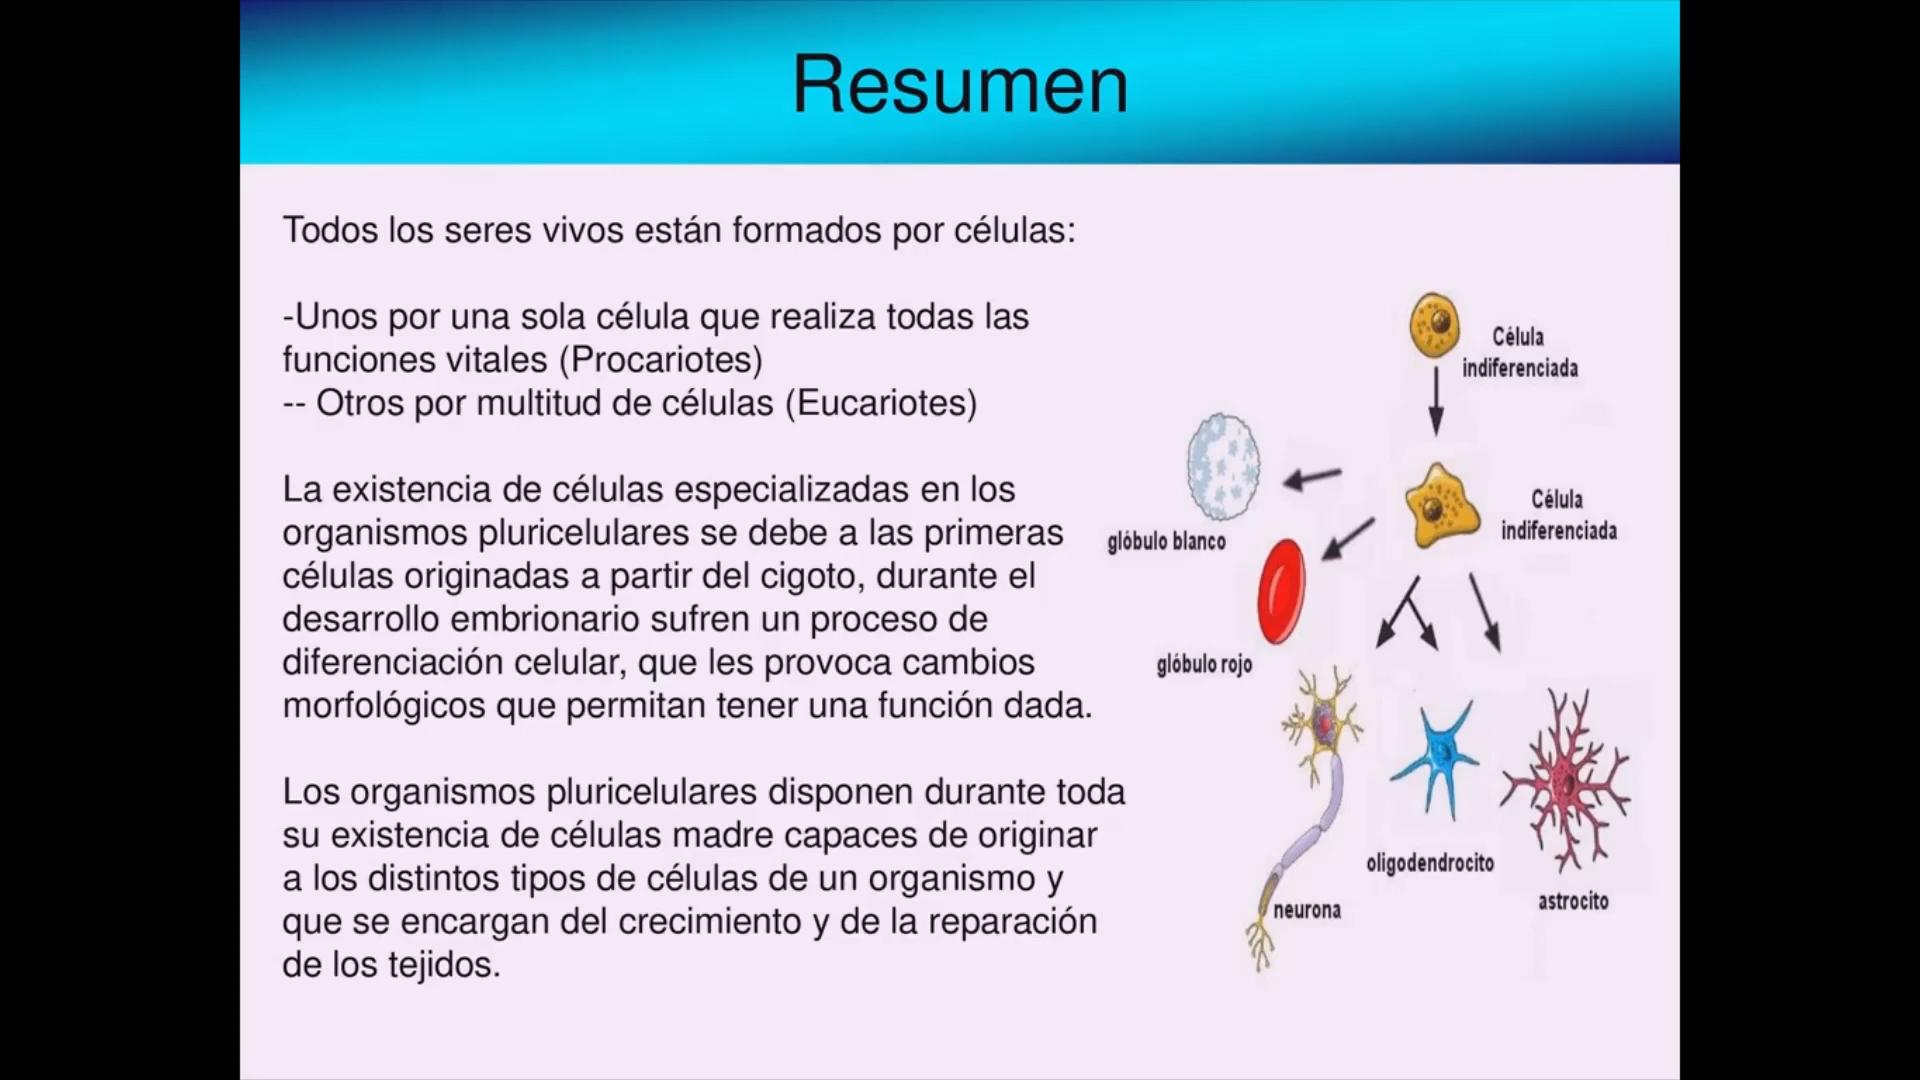 Resumen
Todos los seres vivos están formados por células:
-Unos por una sola célula que realiza todas las
funciones vitales (Procariotes)
-- Otros por multitud de células (Eucariotes)
La existencia de células especializadas en los
organismos pluricelulares se debe a las primeras
células originadas a partir del cigoto, durante el
desarrollo embrionario sufren un proceso de
diferenciación celular, que les provoca cambios
morfológicos que permitan tener una función dada.
Los organismos pluricelulares disponen durante toda
su existencia de células madre capaces de originar
a los distintos tipos de células de un organismo y
que se encargan del crecimiento y de la reparación
de los tejidos.
Célula
indiferenciada
Célula
indiferenciada
glóbulo blanco
glóbulo rojo
neurona
oligodendrocito
astrocito